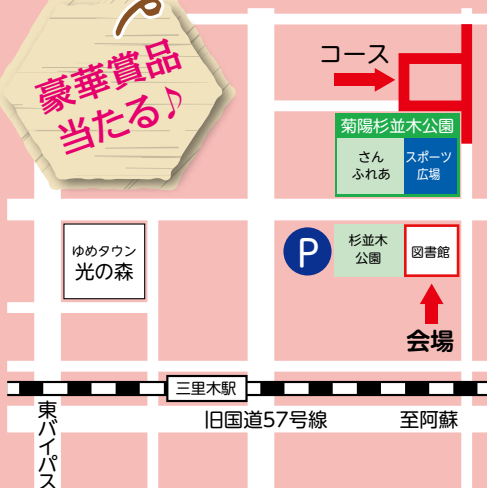 豪華賞品
当たる♪
コース
菊陽杉並木公園
さん
ふれあ
スポーツ
広場
ゆめタウン
光の森
P
杉並木
公園
図書館
会場
三里木駅
旧国道57号線
至阿蘇
東バイパス